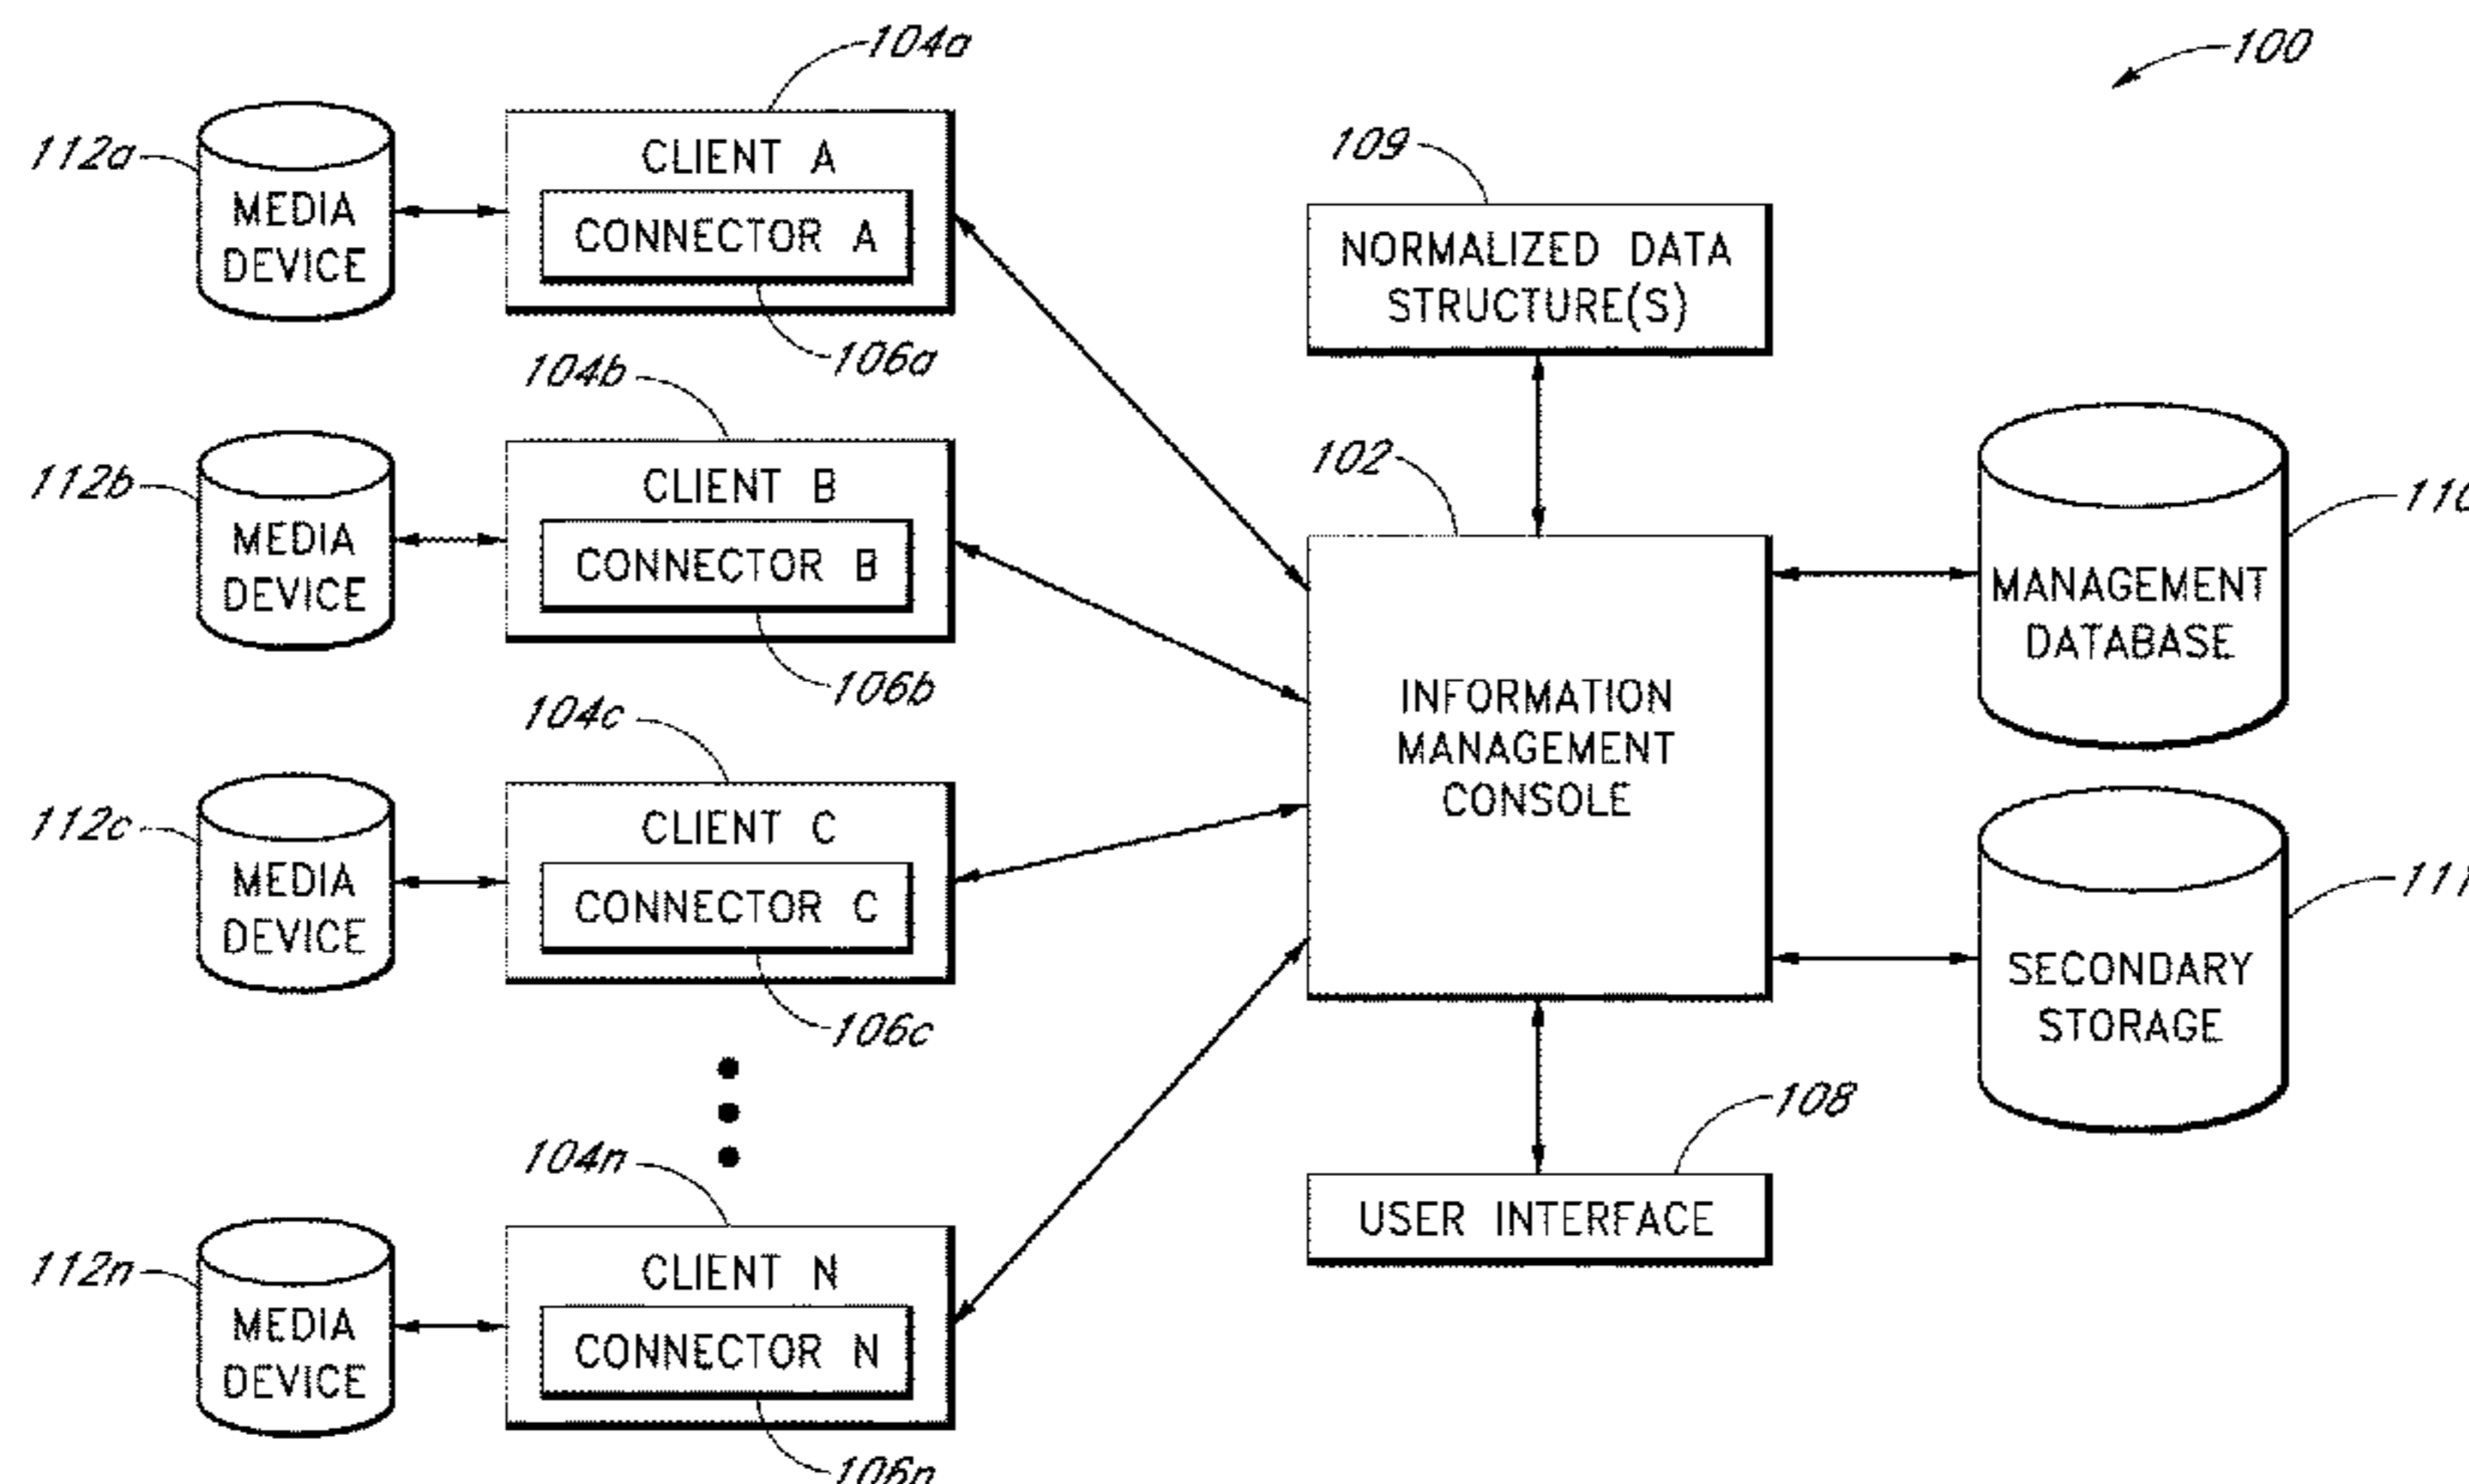 104a
100
112a
MEDIA
DEVICE
CLIENT A
CONNECTOR A
106a
109
NORMALIZED DATA
STRUCTURE(S)
104b
112b
MEDIA
DEVICE
CLIENT B
CONNECTOR B
106b
102
INFORMATION
MANAGEMENT
CONSOLE
110
MANAGEMENT
DATABASE
104c
112c
MEDIA
DEVICE
CLIENT C
CONNECTOR C
106c
111
SECONDARY
STORAGE
108
USER INTERFACE
104n
112n
MEDIA
DEVICE
CLIENT N
CONNECTOR N
106n